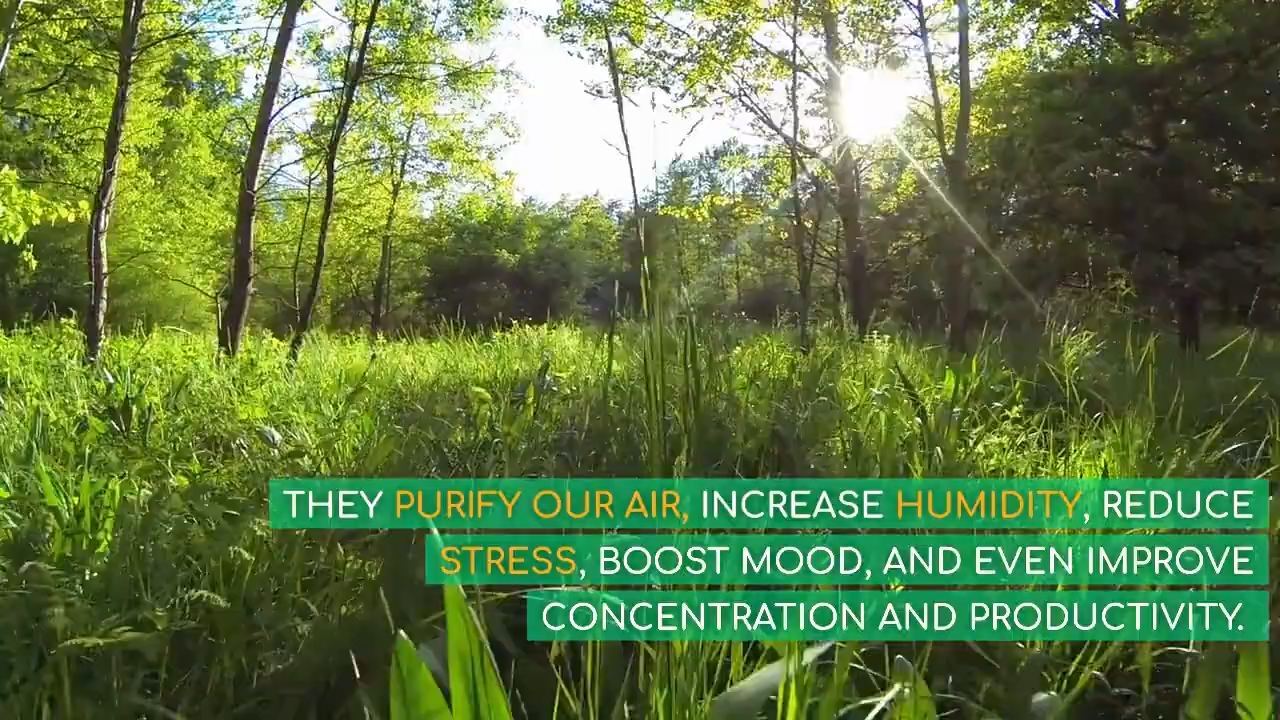 THEY PURIFY OUR AIR, INCREASE HUMIDITY, REDUCE
STRESS, BOOST MOOD, AND EVEN IMPROVE
CONCENTRATION AND PRODUCTIVITY.